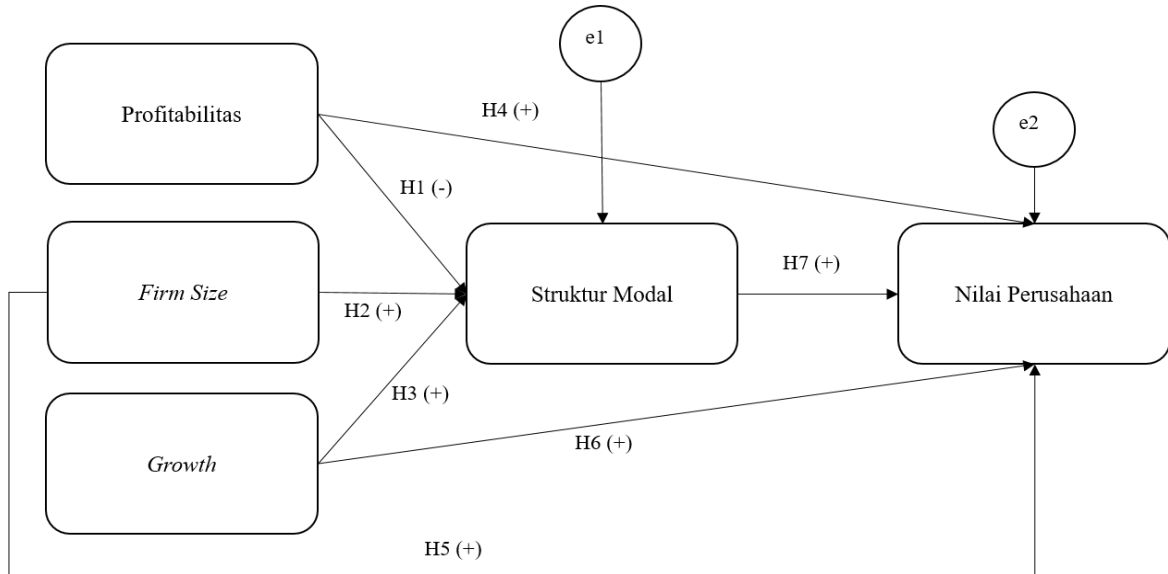 e1
Profitabilitas
H4 (+)
e2
H1 (-)
Firm Size
H2 (+)
Struktur Modal
H7 (+)
Nilai Perusahaan
H3 (+)
Growth
H6 (+)
H5 (+)